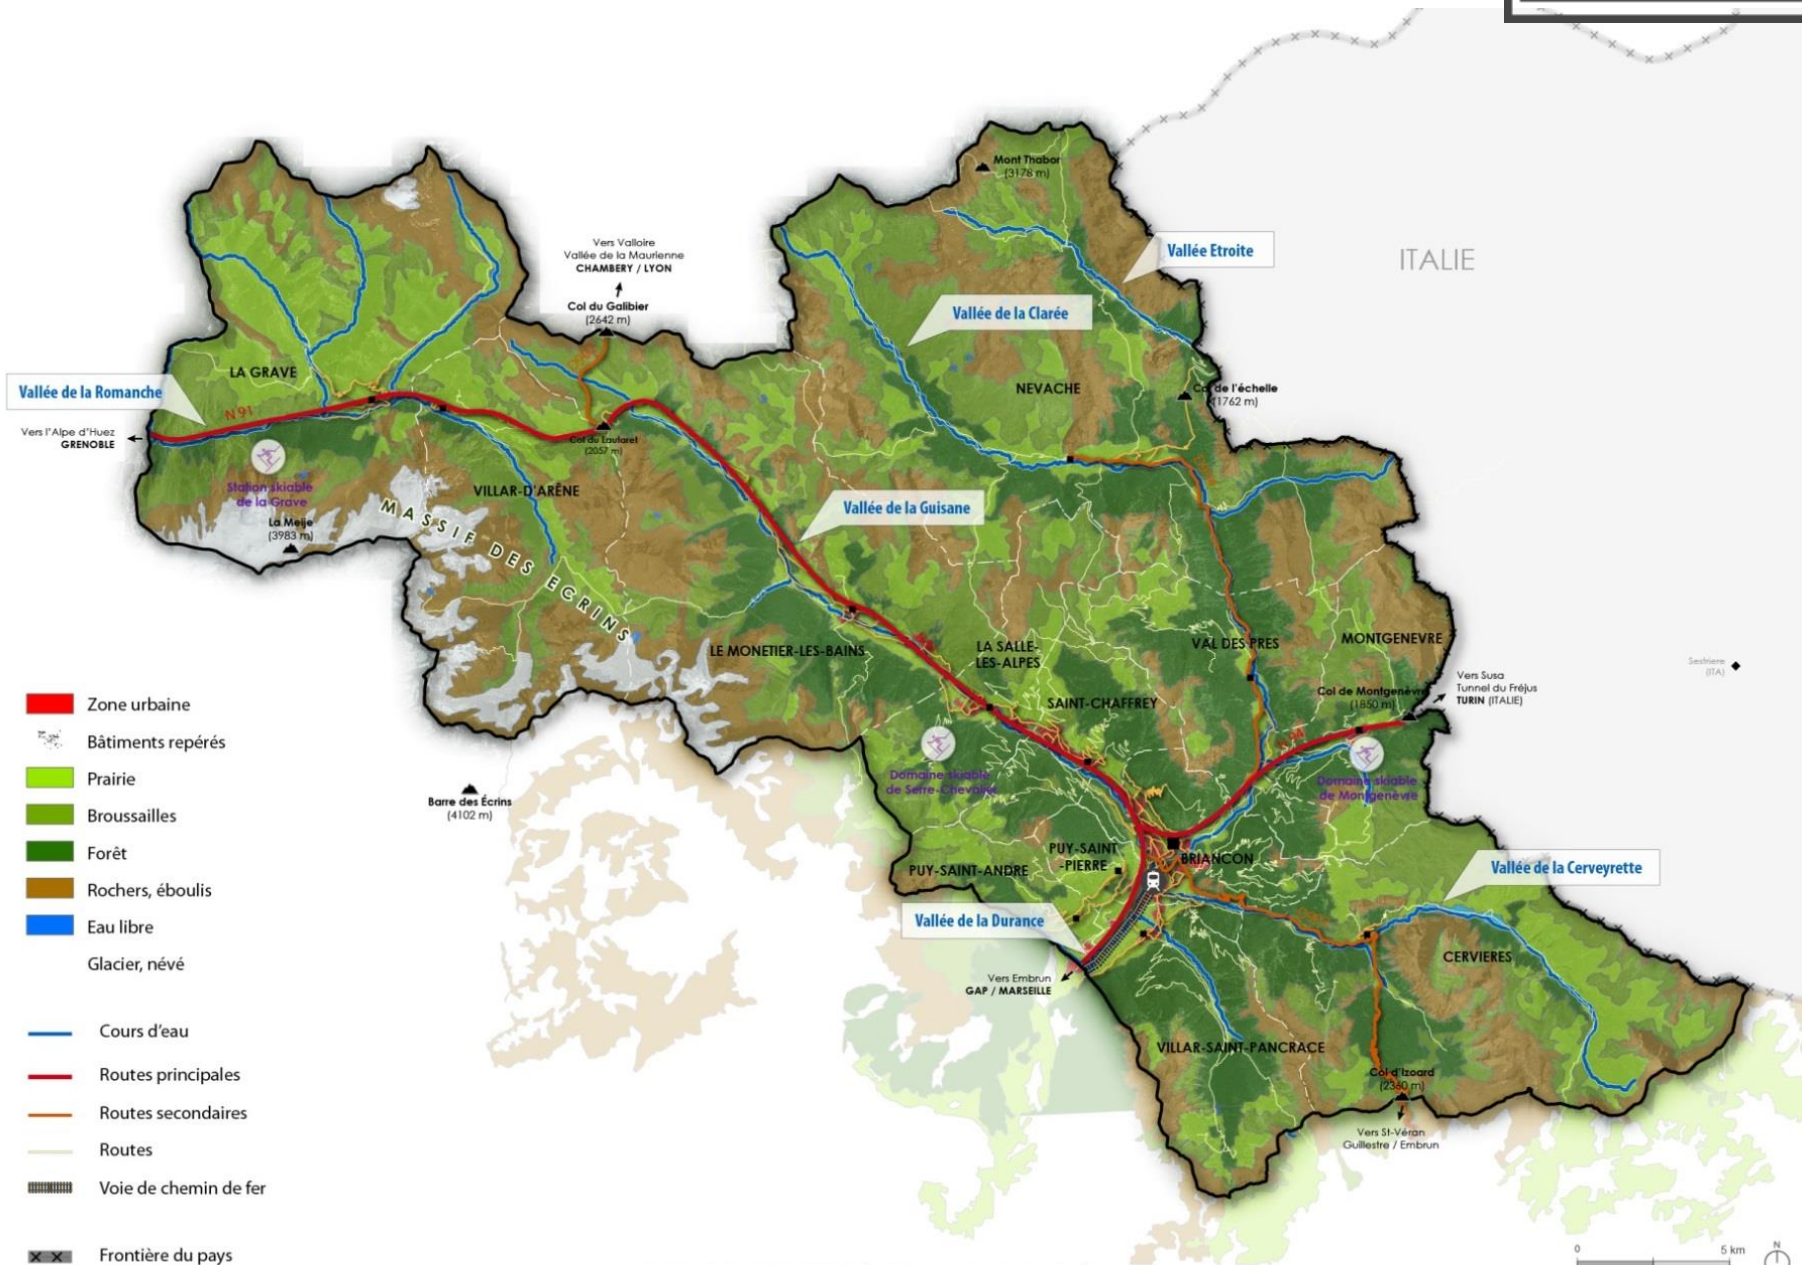 Mont Thabor
(3178 m)
ITALIE
Vallée Etroite
Vers Valloire
Vallée de la Maurienne
CHAMBERY / LYON
Col du Galibier
(2642 m)
Vallée de la Clarée
LA GRAVE
Vallée de la Romanche
N91
NEVACHE
Col de l'échelle
(1762 m)
Vers l'Alpe d'Huez
GRENOBLE
Col du Lautaret
(2057 m)
Station skiable
de la Grave
VILLAR-D'ARÊNE
La Meije
(3983 m)
MASSIF DES ECRINS
Vallée de la Guisane
LE MONETIER-LES-BAINS
LA SALLE-
LES-ALPES
VAL DES PRES
MONTGENEVRE
Sestriere
(ITA)
SAINT-CHAFFREY
Col de Montgenèvre
(1850 m)
Vers Susa
Tunnel du Fréjus
TURIN (ITALIE)
Domaine skiable
de Serre-Chevalier
Domaine skiable
de Montgenèvre
Barre des Écrins
(4102 m)
PUY-SAINT-ANDRE
PUY-SAINT
-PIERRE
BRIANCON
Vallée de la Cerveyrette
Vallée de la Durance
CERVIERES
Vers Embrun
GAP / MARSEILLE
VILLAR-SAINT-PANCRACE
Col d'Izoard
(2360 m)
Vers St-Véran
Guillestre / Embrun
Zone urbaine
Bâtiments repérés
Prairie
Broussailles
Forêt
Rochers, éboulis
Eau libre
Glacier, névé
Cours d'eau
Routes principales
Routes secondaires
Routes
Voie de chemin de fer
Frontière du pays
0
5 km
N